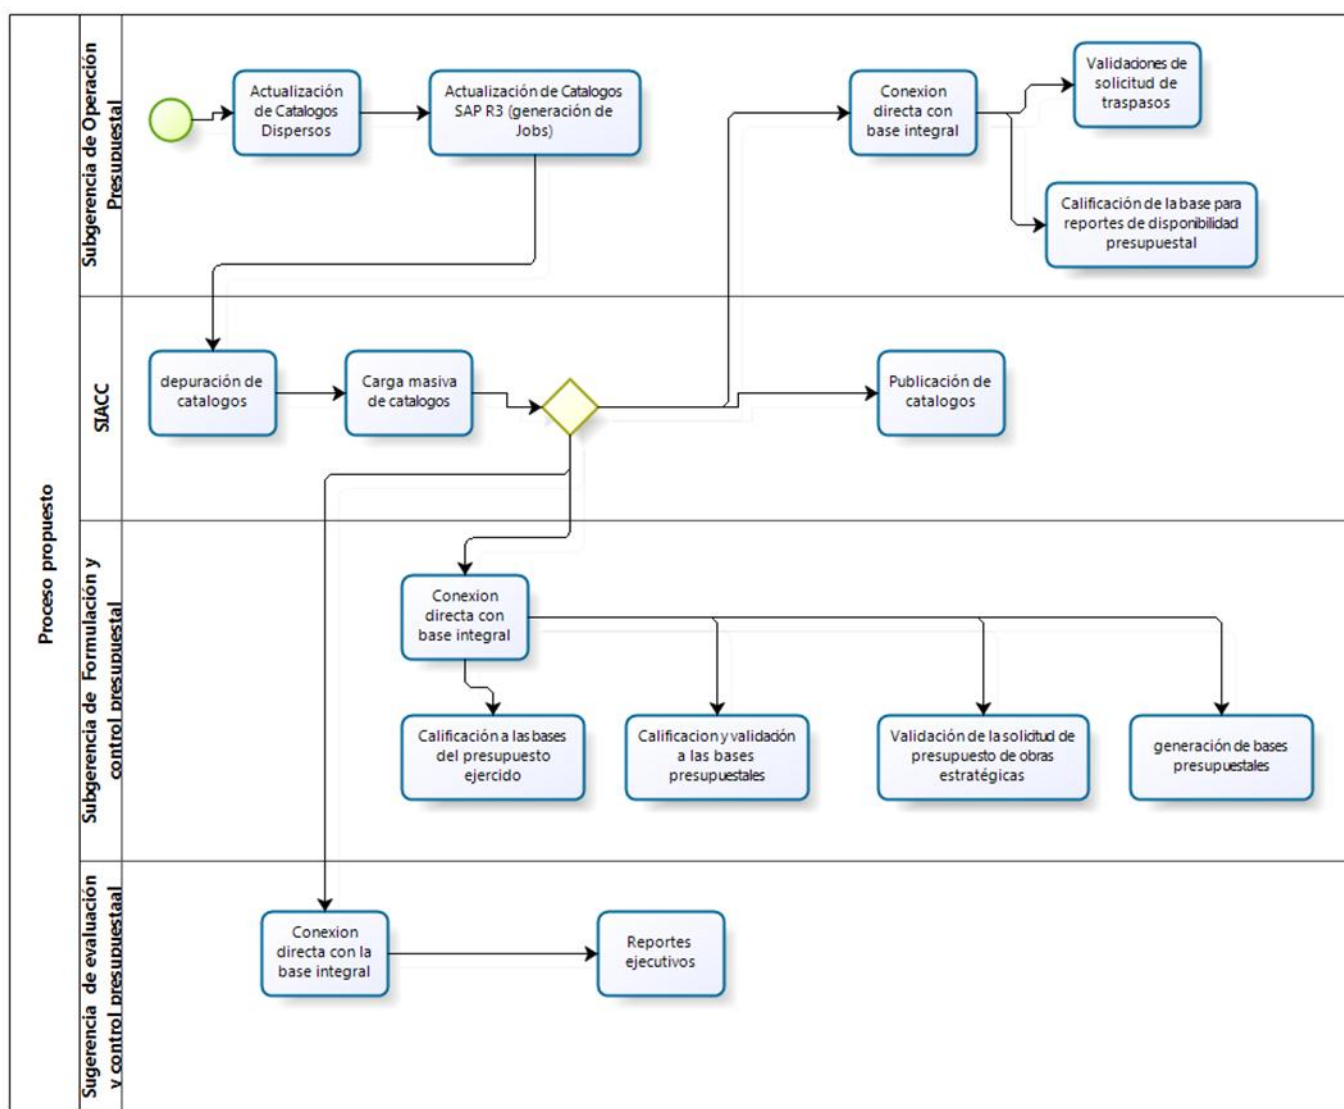 Proceso propuesto
Subgerencia de Operación
Presupuestal
Actualización
de Catalogos
Dispersos
Actualización de Catalogos
SAP R3 (generación de
Jobs)
Conexion
directa con
base integral
Validaciones de
solicitud de
traspasos
Calificación de la base para
reportes de disponibilidad
presupuestal
SIACC
depuración de
catalogos
Carga masiva
de catalogos
Publicación de
catalogos
Subgerencia de Formulación y
control presupuestal
Conexion
directa con
base integral
Calificación a las bases
del presupuesto
ejercido
Calificacion y validación
a las bases
presupuestales
Validación de la solicitud de
presupuesto de obras
estratégicas
generación de bases
presupuestales
Sugerencia de evaluación
y control presupuestaal
Conexion
directa con la
base integral
Reportes
ejecutivos